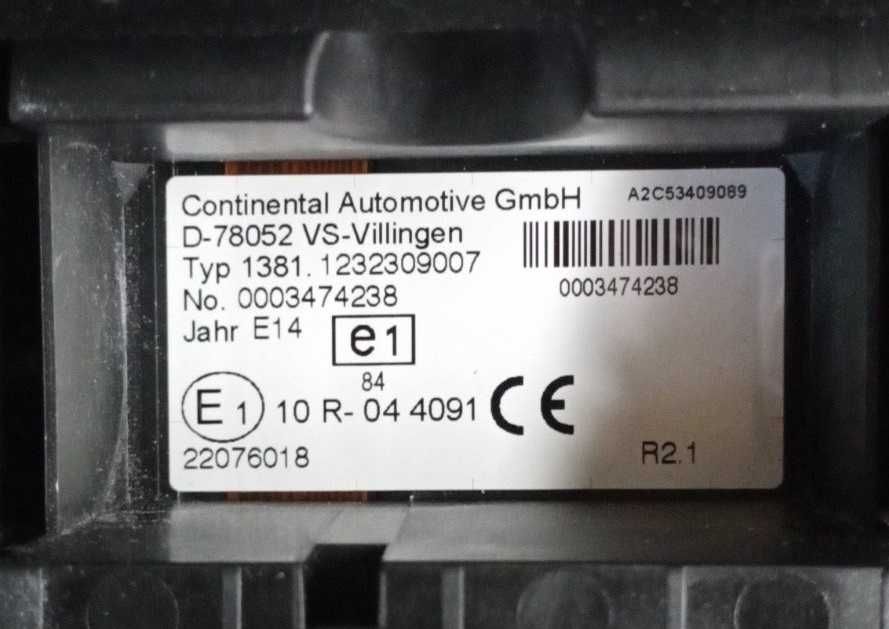 Continental Automotive GmbH
A2C53409089
D-78052 VS-Villingen
Typ 1381. 1232309007
No. 0003474238
0003474238
Jahr E14
e1
84
E1 10 R- 04 4091 CE
22076018
R2.1